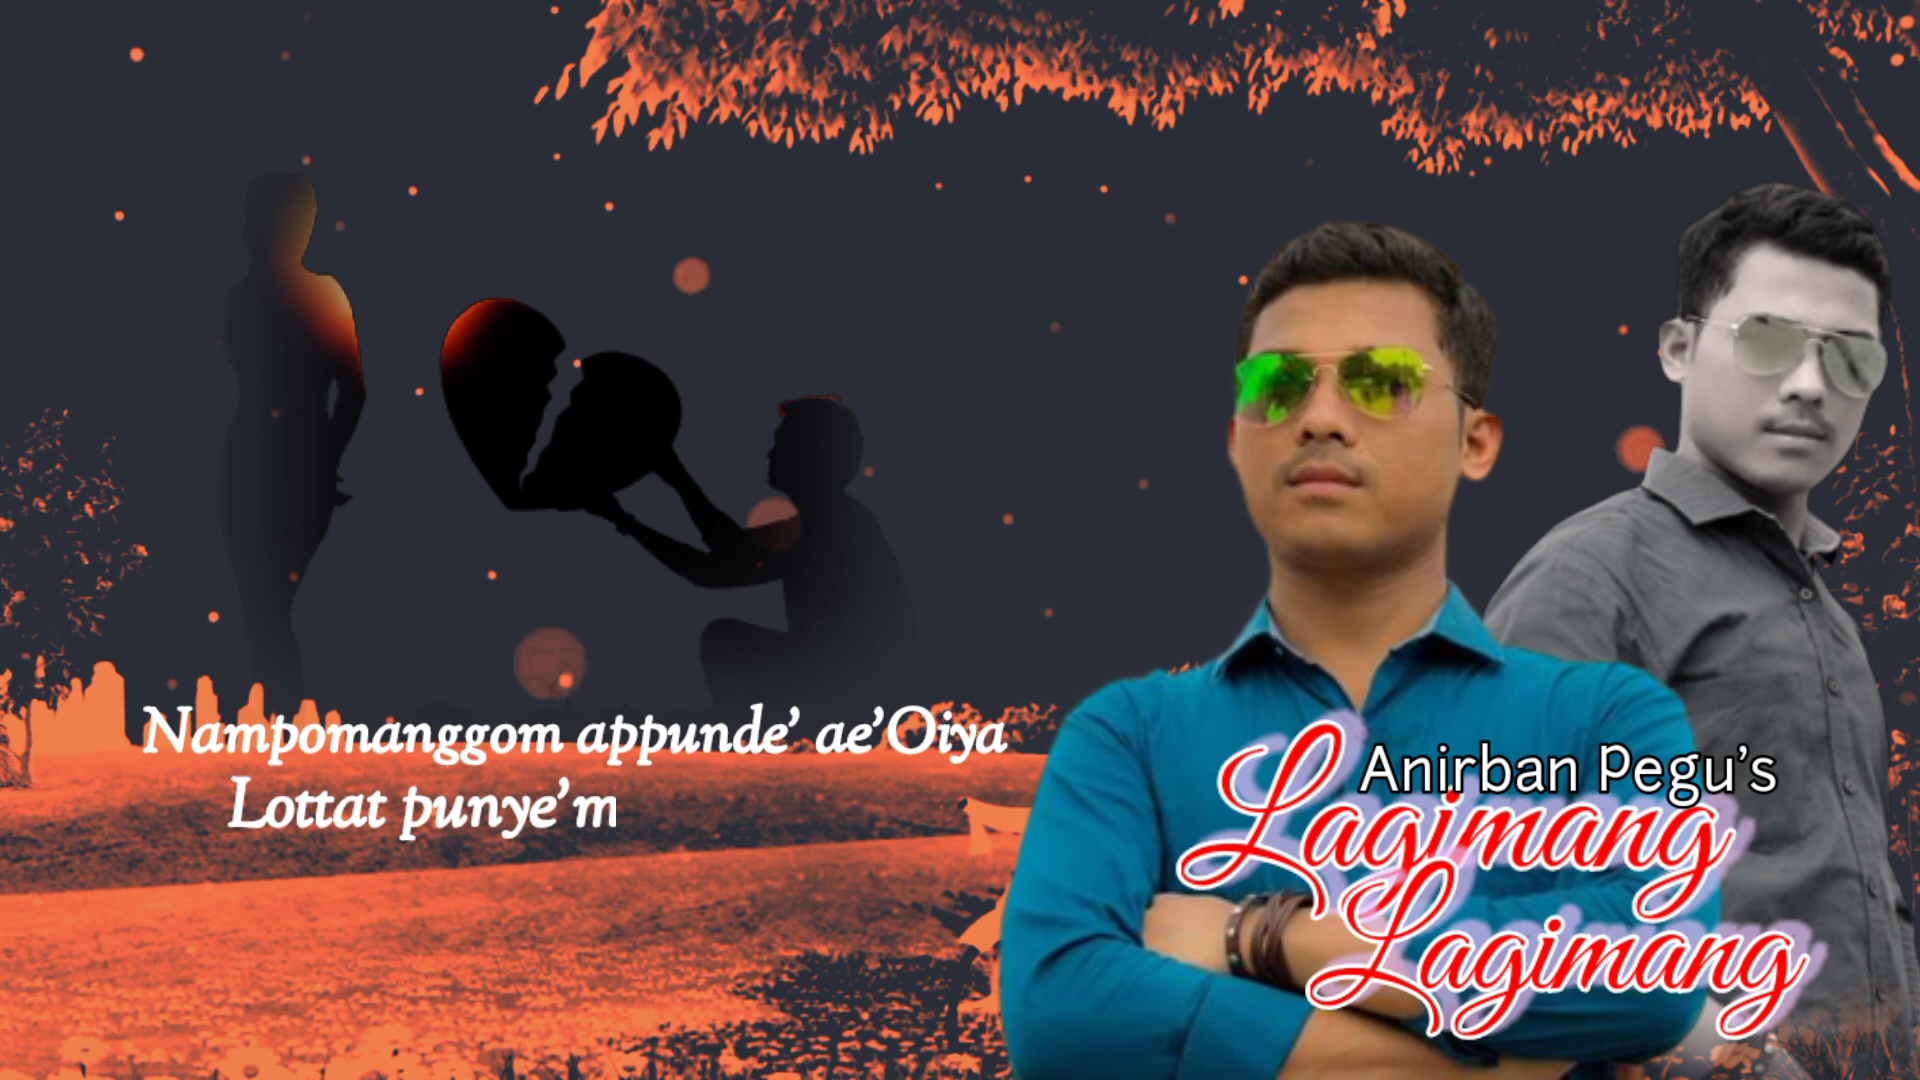 Nampomanggom appunde’ ae’Oiya
Lottat punye’m
Anirban Pegu’s
Lagimang
Lagimang